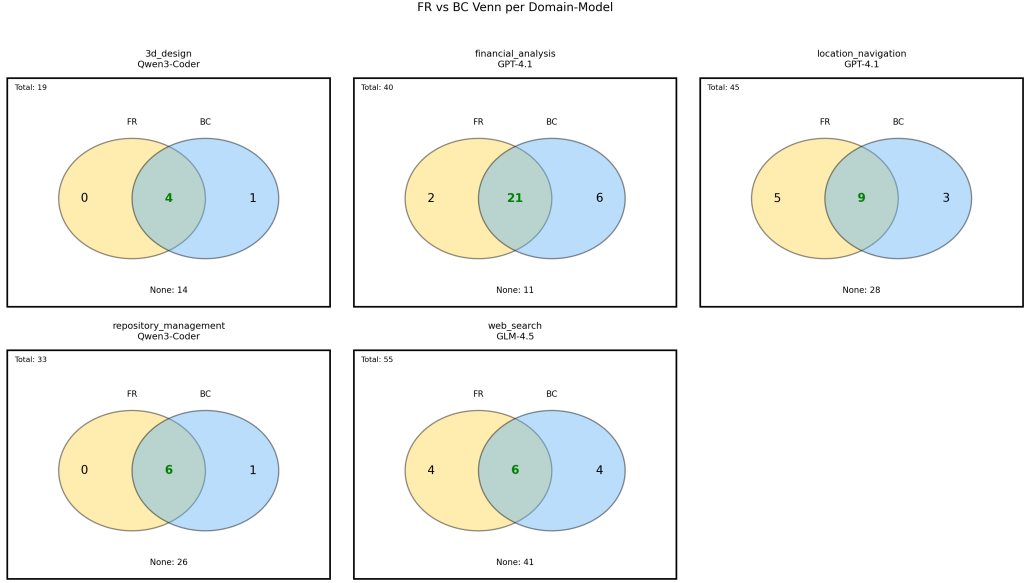 FR vs BC Venn per Domain-Model
3d_design
Qwen3-Coder
Total: 19
FR BC
0 4 1
None: 14
financial_analysis
GPT-4.1
Total: 40
FR BC
2 21 6
None: 11
location_navigation
GPT-4.1
Total: 45
FR BC
5 9 3
None: 28
repository_management
Qwen3-Coder
Total: 33
FR BC
0 6 1
None: 26
web_search
GLM-4.5
Total: 55
FR BC
4 6 4
None: 41